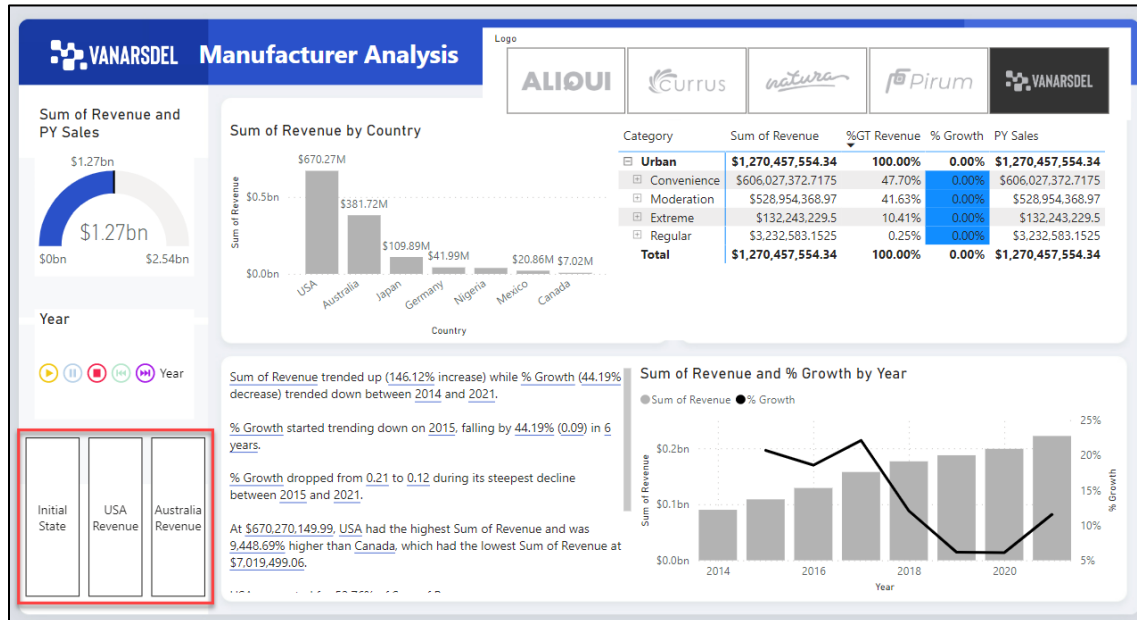 VANARSDEL
Manufacturer Analysis
Logo
ALIQUI
currus
natura
Pirum
VANARSDEL
Sum of Revenue and
PY Sales
$1.27bn
$1.27bn
$0bn
$2.54bn
Year
Year
Initial
State
USA
Revenue
Australia
Revenue
Sum of Revenue by Country
Sum of Revenue
$0.5bn
$0.0bn
$670.27M
$381.72M
$109.89M
$41.99M
$20.86M
$7.02M
USA
Australia
Japan
Germany
Nigeria
Mexico
Canada
Country
Category Sum of Revenue %GT Revenue % Growth PY Sales
Urban $1,270,457,554.34 100.00% 0.00% $1,270,457,554.34
Convenience $606,027,372.7175 47.70% 0.00% $606,027,372.7175
Moderation $528,954,368.97 41.63% 0.00% $528,954,368.97
Extreme $132,243,229.5 10.41% 0.00% $132,243,229.5
Regular $3,232,583.1525 0.25% 0.00% $3,232,583.1525
Total $1,270,457,554.34 100.00% 0.00% $1,270,457,554.34
Sum of Revenue trended up (146.12% increase) while % Growth (44.19%
decrease) trended down between 2014 and 2021.
% Growth started trending down on 2015, falling by 44.19% (0.09) in 6
years.
% Growth dropped from 0.21 to 0.12 during its steepest decline
between 2015 and 2021.
At $670,270,149.99, USA had the highest Sum of Revenue and was
9,448.69% higher than Canada, which had the lowest Sum of Revenue at
$7,019,499.06.
Sum of Revenue and % Growth by Year
Sum of Revenue % Growth
Sum of Revenue
$0.2bn
$0.1bn
$0.0bn
25%
20%
15%
10%
5%
% Growth
2014
2016
2018
2020
Year